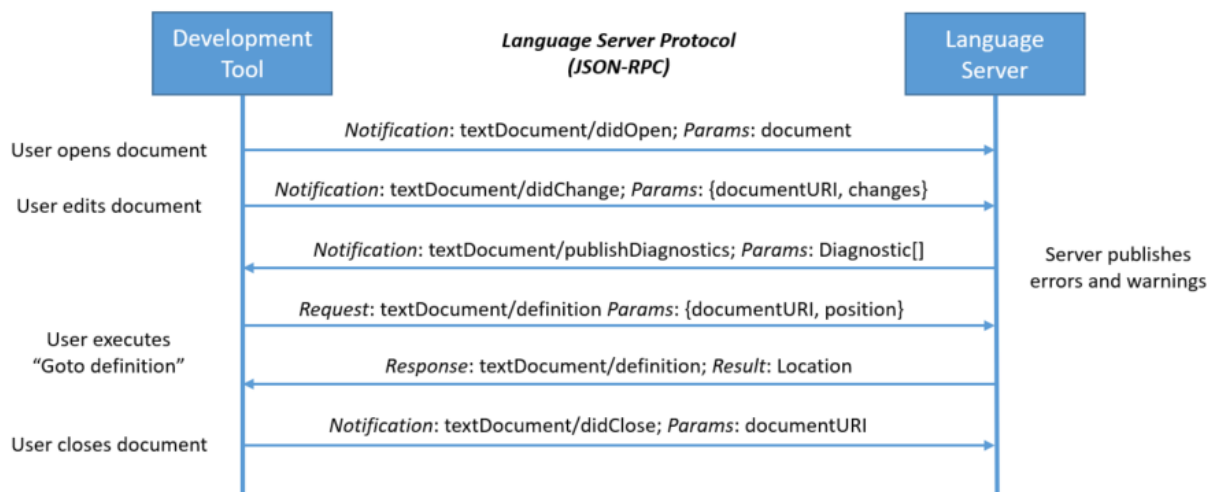 Development
Tool
Language Server Protocol
(JSON-RPC)
Language
Server
Notification: textDocument/didOpen; Params: document
User opens document
Notification: textDocument/didChange; Params: {documentURI, changes}
User edits document
Notification: textDocument/publishDiagnostics; Params: Diagnostic[]
Server publishes
errors and warnings
Request: textDocument/definition Params: {documentURI, position}
User executes
“Goto definition”
Response: textDocument/definition; Result: Location
Notification: textDocument/didClose; Params: documentURI
User closes document